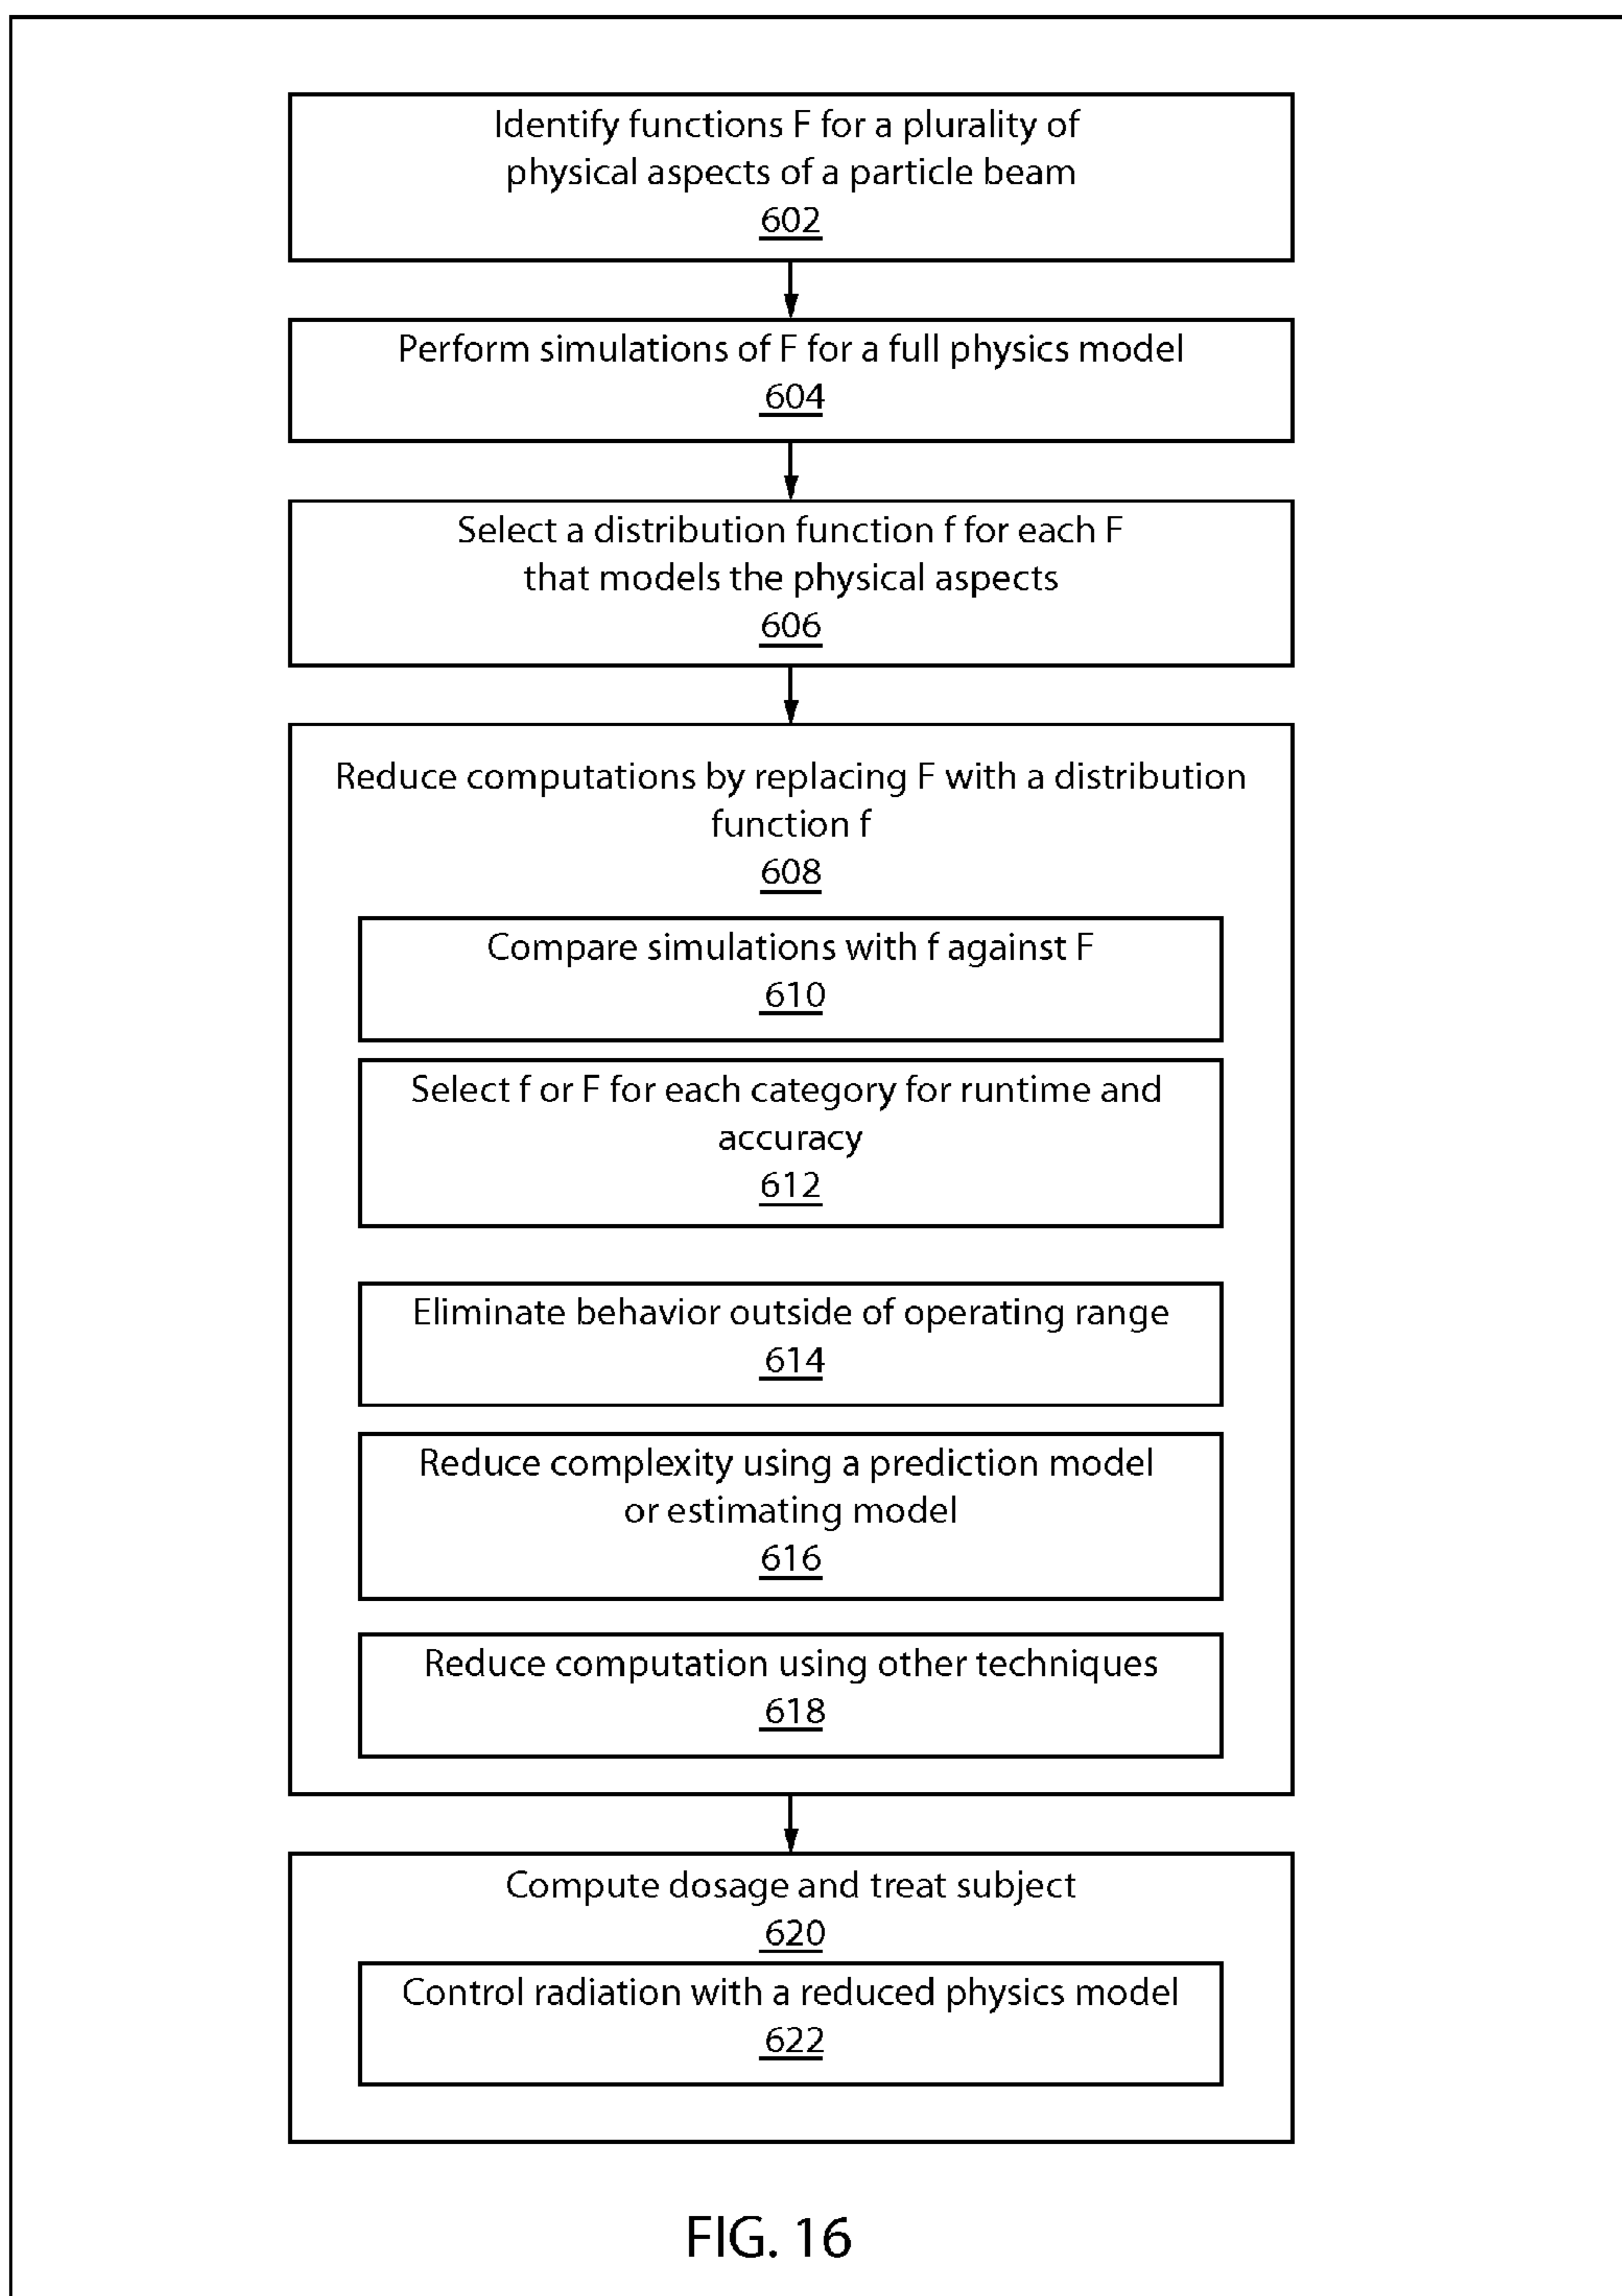 Identify functions F for a plurality of
physical aspects of a particle beam
602
Perform simulations of F for a full physics model
604
Select a distribution function f for each F
that models the physical aspects
606
Reduce computations by replacing F with a distribution
function f
608
Compare simulations with f against F
610
Select f or F for each category for runtime and
accuracy
612
Eliminate behavior outside of operating range
614
Reduce complexity using a prediction model
or estimating model
616
Reduce computation using other techniques
618
Compute dosage and treat subject
620
Control radiation with a reduced physics model
622
FIG. 16